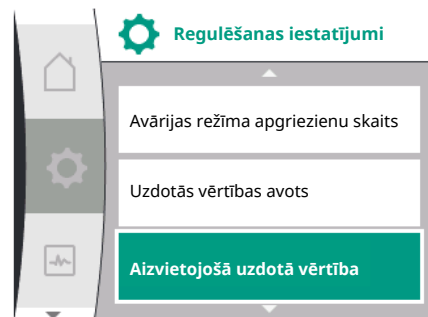 Regulēšanas iestatījumi
Avārijas režīma apgriezienu skaits
Uzdotās vērtības avots
Aizvietojošā uzdotā vērtība